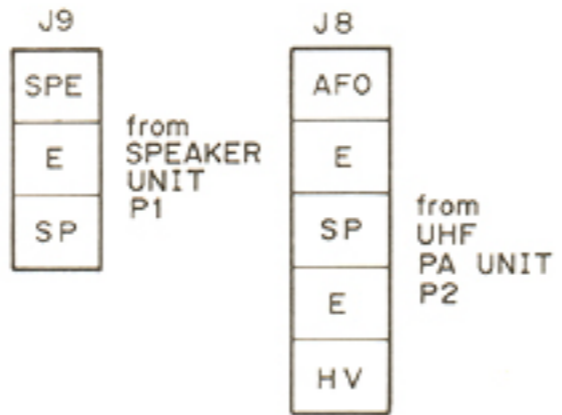 J9
SPE
E
SP
from
SPEAKER
UNIT
P1
J8
AFO
E
SP
E
HV
from
UHF
PA UNIT
P2